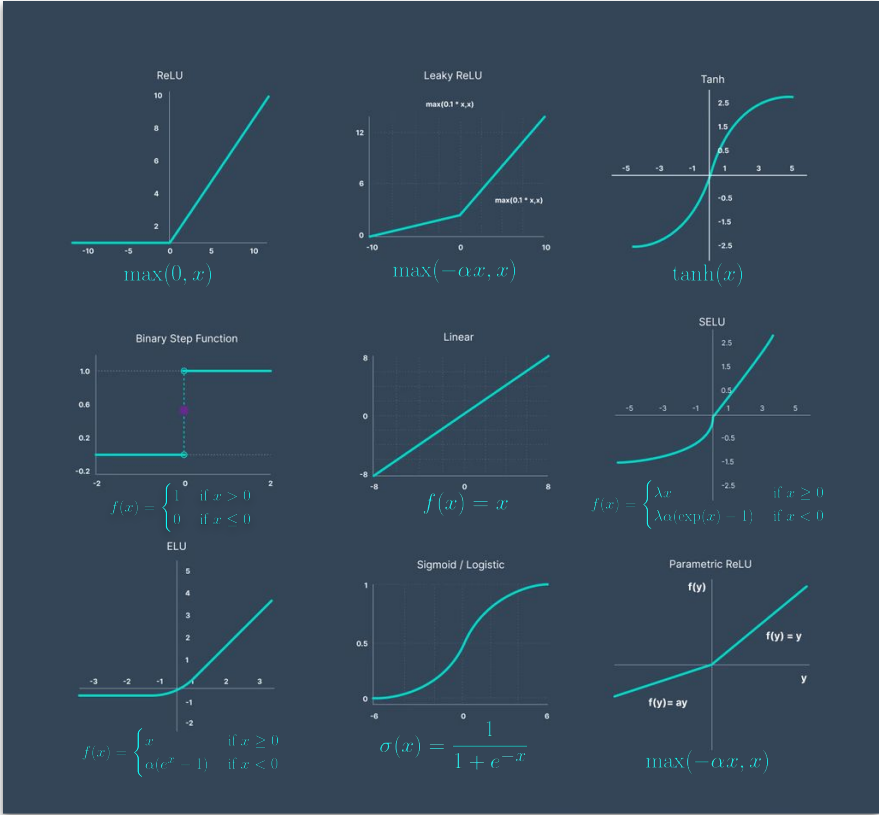 ReLU
10
8
6
4
2
-10 -5 0 5 10
max(0, x)
Leaky ReLU
max(0.1 * x,x)
12
6
0
max(0.1 * x,x)
-10 0 10
max(−αx, x)
Tanh
2.5
1.5
0.5
-5 -3 -1 1 3 5
-0.5
-1.5
-2.5
tanh(x)
Binary Step Function
1.0
0.6
0.2
-0.2
-2 0 2
f(x) = { 1 if x > 0
0 if x ≤ 0
Linear
8
0
-8
-8 0 8
f(x) = x
SELU
2.5
1.5
0.5
-5 -3 -1 1 3 5
-0.5
-1.5
-2.5
f(x) = { λx if x ≥ 0
λα(exp(x) − 1) if x < 0
ELU
5
4
3
2
1
-3 -2 -1 1 2 3
-1
-2
f(x) = { x if x ≥ 0
α(eˣ − 1) if x < 0
Sigmoid / Logistic
1
0.5
0
-6 0 6
σ(x) = 1 / 1 + e⁻ˣ
Parametric ReLU
f(y)
f(y) = y
y
f(y)= ay
max(−αx, x)